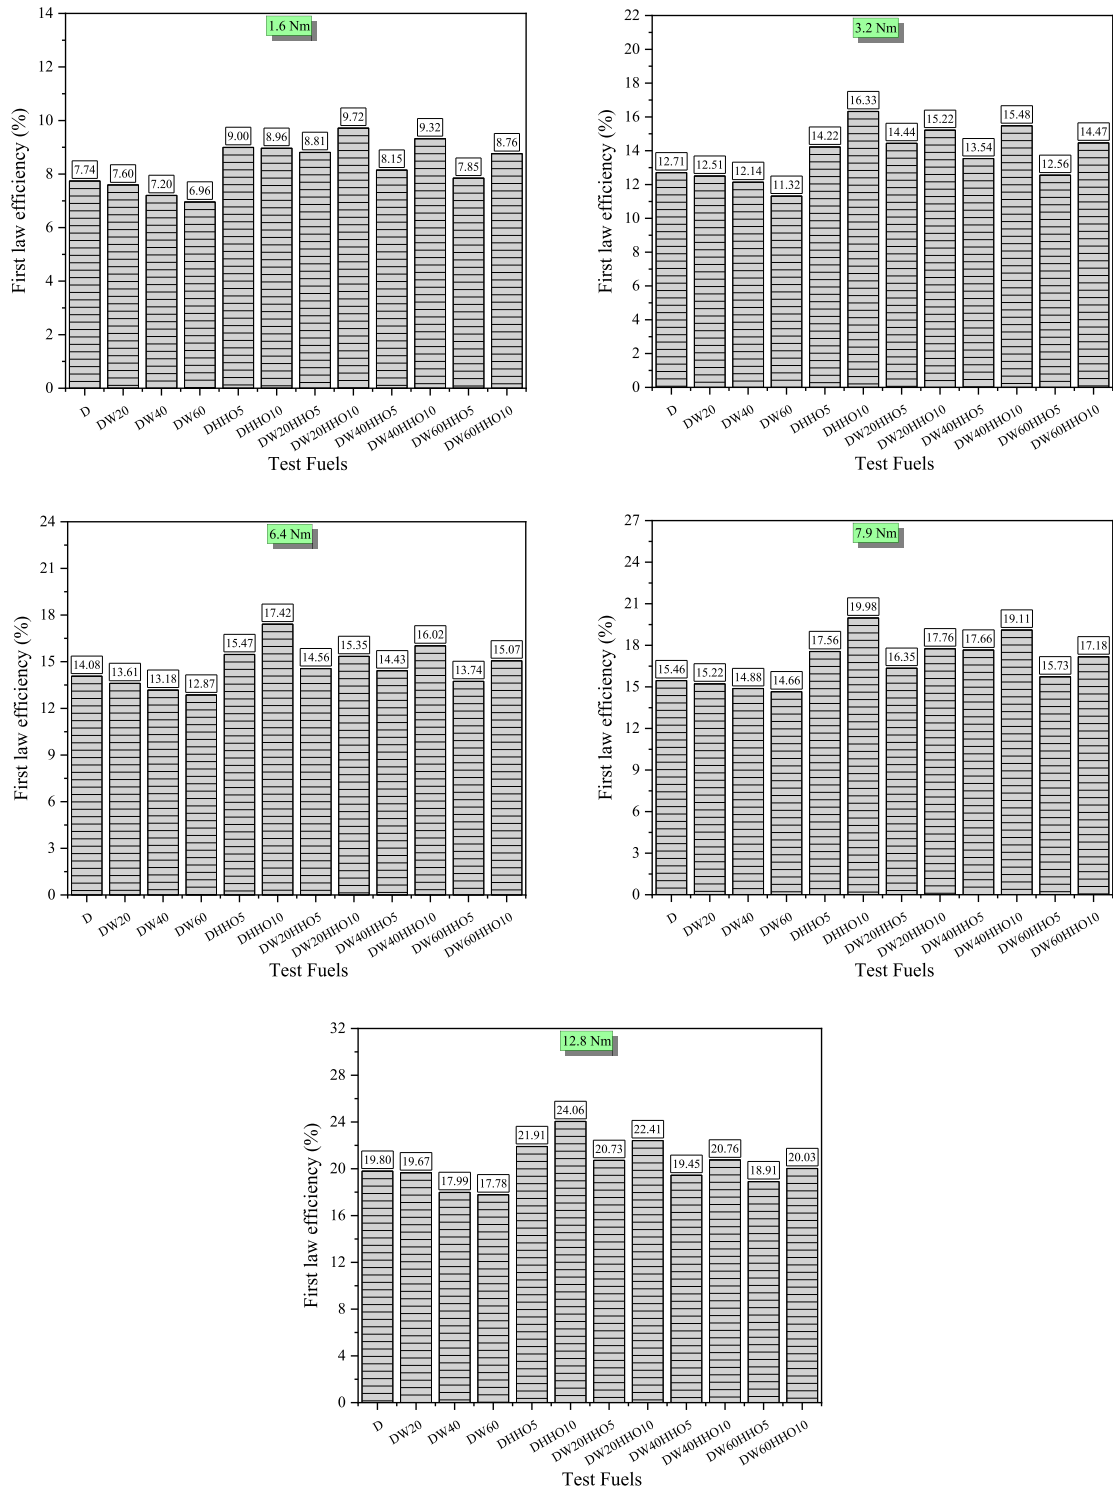 1.6 Nm
First law efficiency (%)
14
12
10
8
6
4
2
0
7.74
7.60
7.20
6.96
9.00
8.96
8.81
9.72
8.15
9.32
7.85
8.76
D
DW20
DW40
DW60
DHHO5
DHHO10
DW20HHO5
DW20HHO10
DW40HHO5
DW40HHO10
DW60HHO5
DW60HHO10
Test Fuels
3.2 Nm
First law efficiency (%)
22
20
18
16
14
12
10
8
6
4
2
0
12.71
12.51
12.14
11.32
14.22
16.33
14.44
15.22
13.54
15.48
12.56
14.47
D
DW20
DW40
DW60
DHHO5
DHHO10
DW20HHO5
DW20HHO10
DW40HHO5
DW40HHO10
DW60HHO5
DW60HHO10
Test Fuels
6.4 Nm
First law efficiency (%)
24
21
18
15
12
9
6
3
0
14.08
13.61
13.18
12.87
15.47
17.42
14.56
15.35
14.43
16.02
13.74
15.07
D
DW20
DW40
DW60
DHHO5
DHHO10
DW20HHO5
DW20HHO10
DW40HHO5
DW40HHO10
DW60HHO5
DW60HHO10
Test Fuels
7.9 Nm
First law efficiency (%)
27
24
21
18
15
12
9
6
3
0
15.46
15.22
14.88
14.66
17.56
19.98
16.35
17.76
17.66
19.11
15.73
17.18
D
DW20
DW40
DW60
DHHO5
DHHO10
DW20HHO5
DW20HHO10
DW40HHO5
DW40HHO10
DW60HHO5
DW60HHO10
Test Fuels
12.8 Nm
First law efficiency (%)
32
28
24
20
16
12
8
4
0
19.80
19.67
17.99
17.78
21.91
24.06
20.73
22.41
19.45
20.76
18.91
20.03
D
DW20
DW40
DW60
DHHO5
DHHO10
DW20HHO5
DW20HHO10
DW40HHO5
DW40HHO10
DW60HHO5
DW60HHO10
Test Fuels